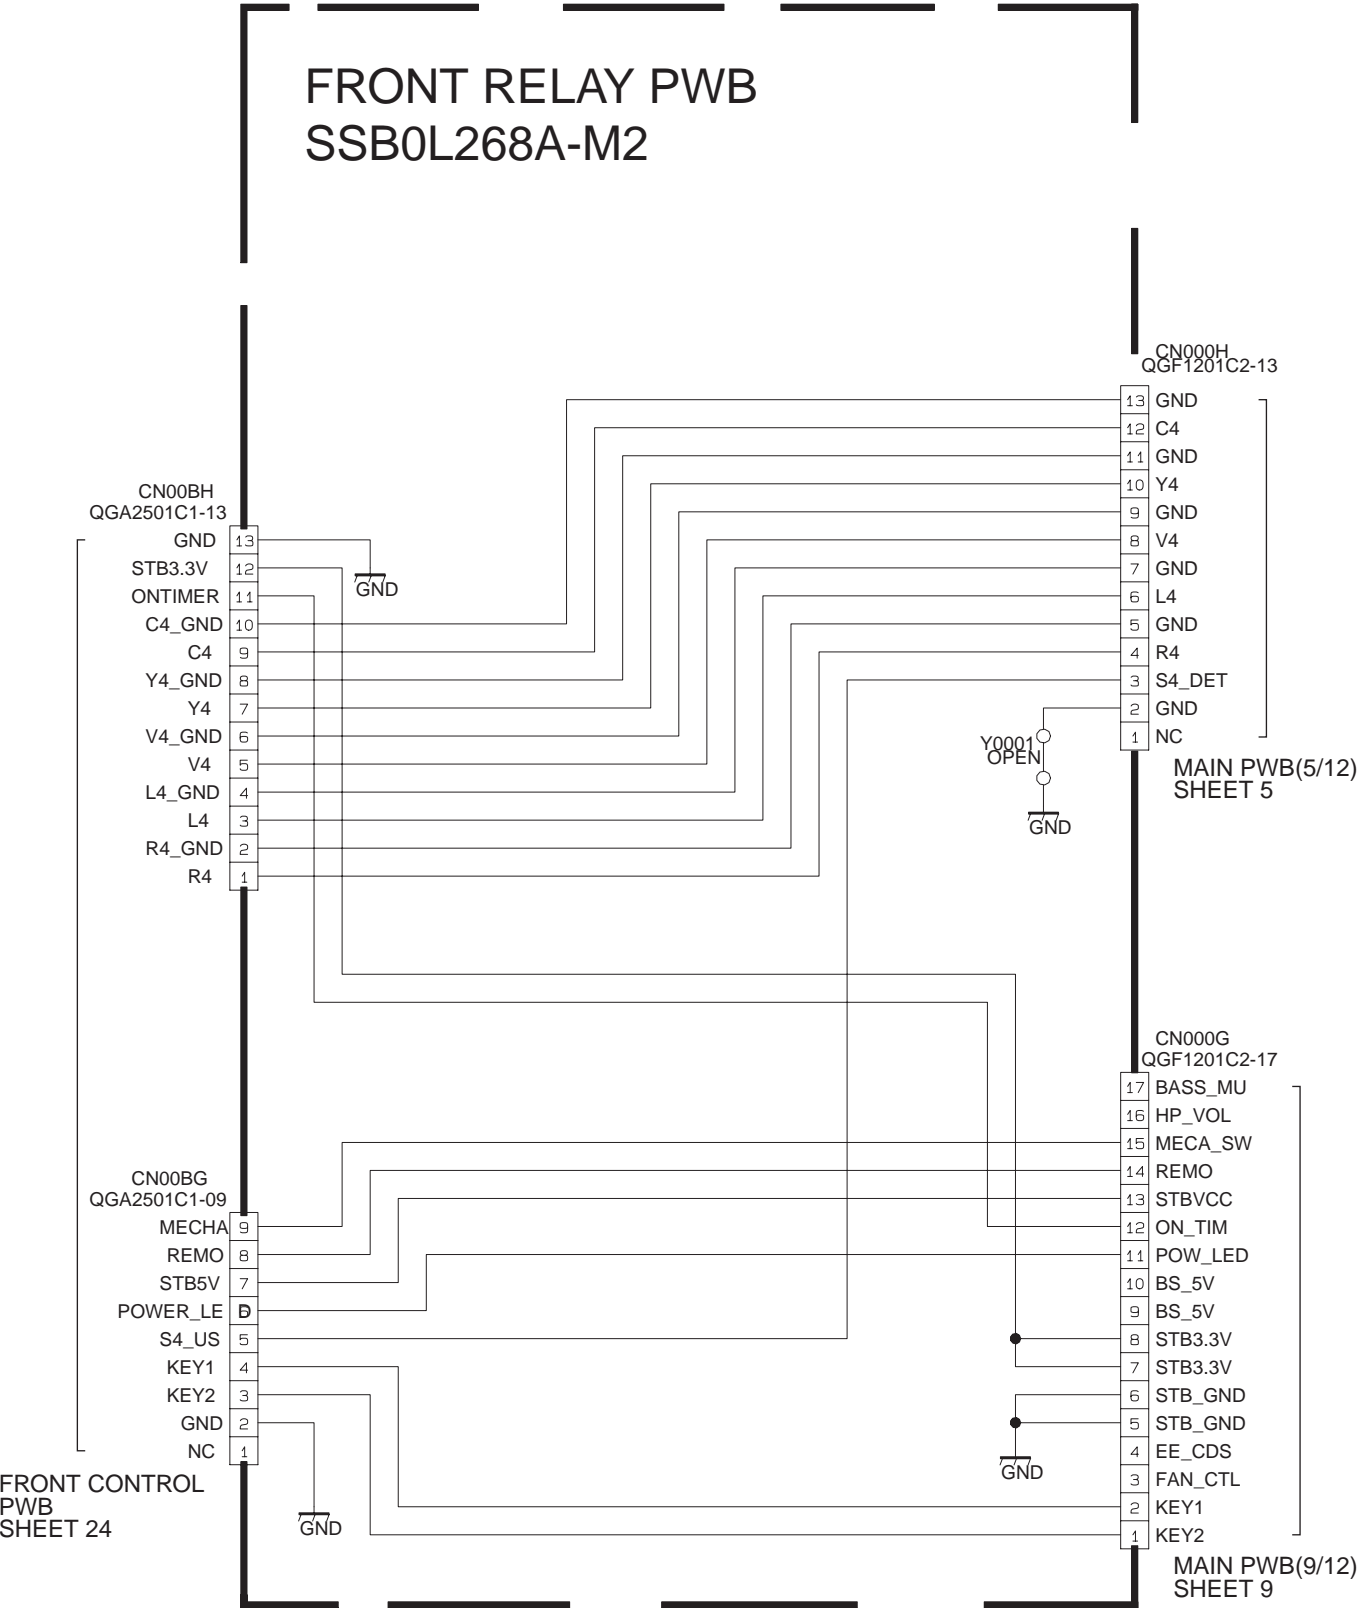 FRONT RELAY PWB
SSB0L268A-M2
CN000H
QGF1201C2-13
13 GND
12 C4
11 GND
10 Y4
9 GND
8 V4
7 GND
6 L4
5 GND
4 R4
3 S4_DET
2 GND
1 NC
MAIN PWB(5/12)
SHEET 5
CN00BH
QGA2501C1-13
GND 13
STB3.3V 12
ONTIMER 11
C4_GND 10
C4 9
Y4_GND 8
Y4 7
V4_GND 6
V4 5
L4_GND 4
L4 3
R4_GND 2
R4 1
GND
Y0001
OPEN
GND
CN000G
QGF1201C2-17
17 BASS_MU
16 HP_VOL
15 MECA_SW
14 REMO
13 STBVCC
12 ON_TIM
11 POW_LED
10 BS_5V
9 BS_5V
8 STB3.3V
7 STB3.3V
6 STB_GND
5 STB_GND
4 EE_CDS
3 FAN_CTL
2 KEY1
1 KEY2
MAIN PWB(9/12)
SHEET 9
CN00BG
QGA2501C1-09
MECHA 9
REMO 8
STB5V 7
POWER_LED 6
S4_US 5
KEY1 4
KEY2 3
GND 2
NC 1
FRONT CONTROL
PWB
SHEET 24
GND
GND